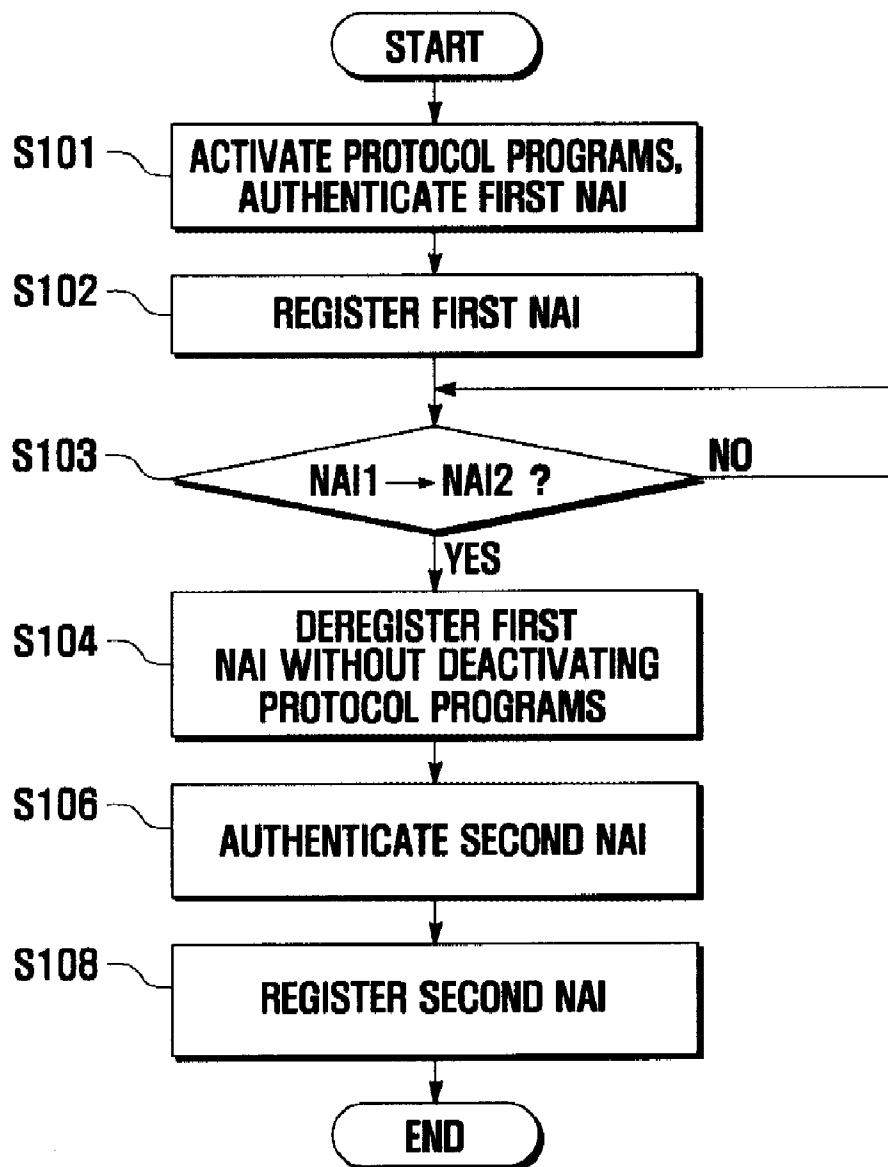 START
S101
ACTIVATE PROTOCOL PROGRAMS,
AUTHENTICATE FIRST NAI
S102
REGISTER FIRST NAI
S103
NAI1 → NAI2 ?
NO
YES
S104
DEREGISTER FIRST
NAI WITHOUT DEACTIVATING
PROTOCOL PROGRAMS
S106
AUTHENTICATE SECOND NAI
S108
REGISTER SECOND NAI
END